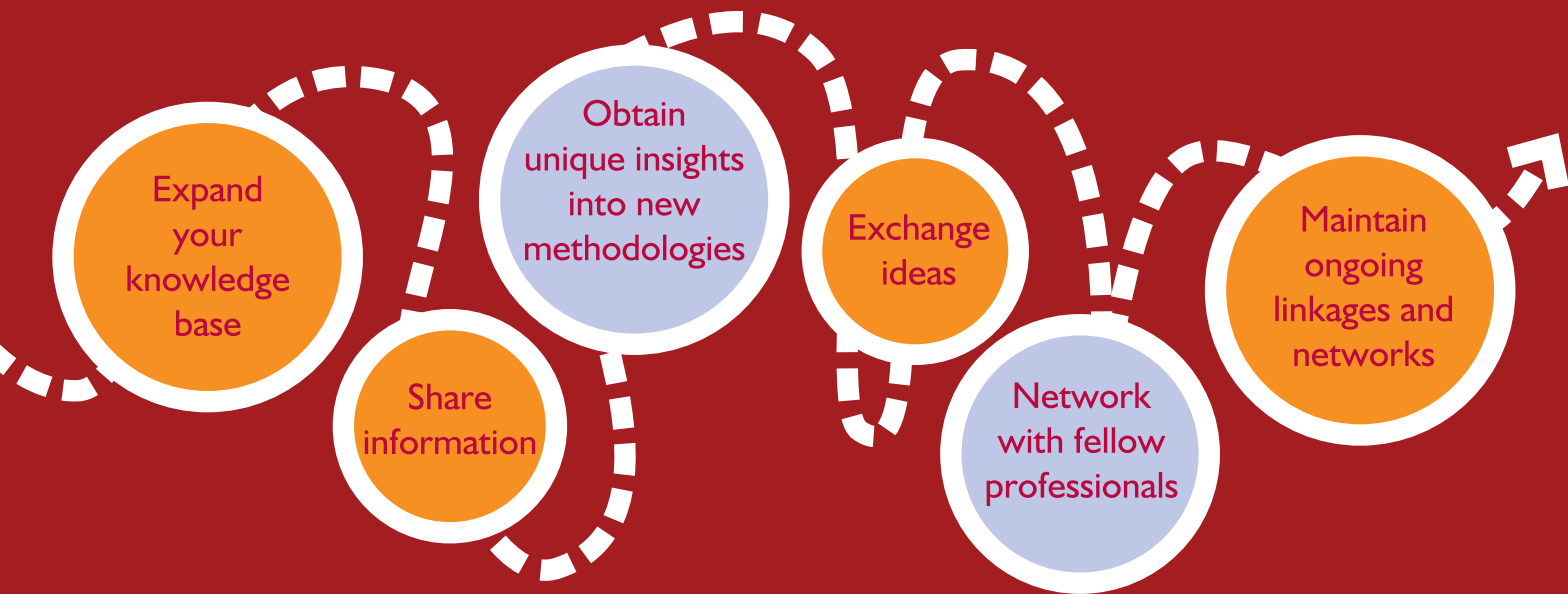 Expand
your
knowledge
base
Share
information
Obtain
unique insights
into new
methodologies
Exchange
ideas
Network
with fellow
professionals
Maintain
ongoing
linkages and
networks